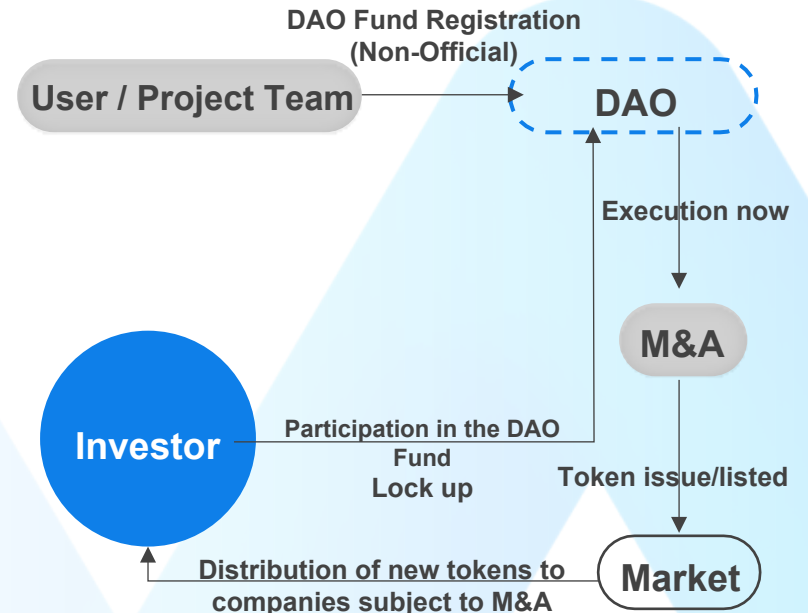 DAO Fund Registration
(Non-Official)
User / Project Team
DAO
Execution now
M&A
Investor
Participation in the DAO
Fund
Lock up
Token issue/listed
Market
Distribution of new tokens to
companies subject to M&A